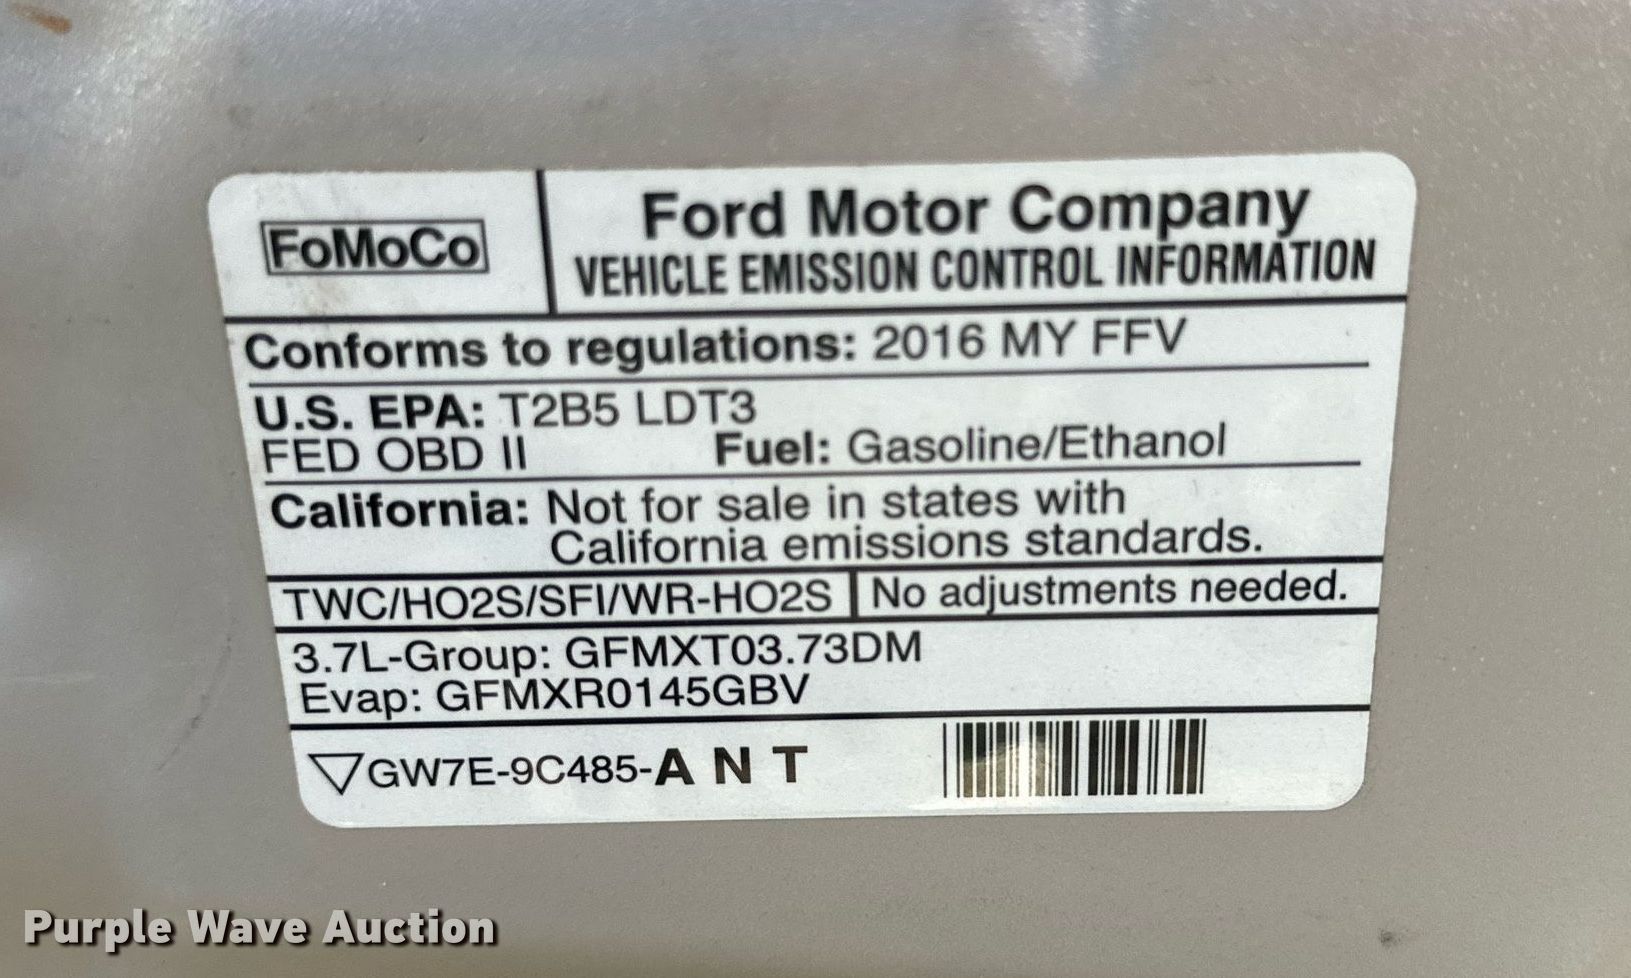 FoMoCo
Ford Motor Company
VEHICLE EMISSION CONTROL INFORMATION
Conforms to regulations: 2016 MY FFV
U.S. EPA: T2B5 LDT3
FED OBD II Fuel: Gasoline/Ethanol
California: Not for sale in states with
California emissions standards.
TWC/HO2S/SFI/WR-HO2S No adjustments needed.
3.7L-Group: GFMXT03.73DM
Evap: GFMXR0145GBV
GW7E-9C485-A N T
Purple Wave Auction